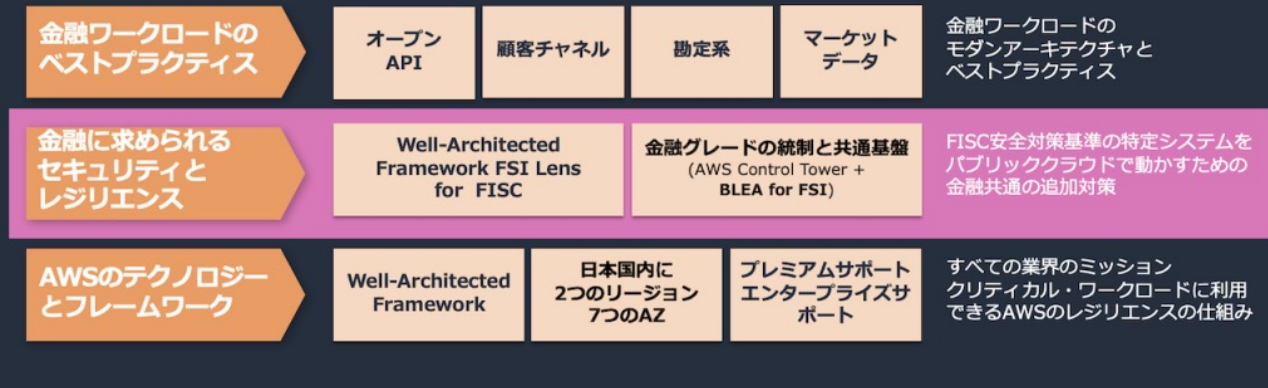 金融ワークロードの
ベストプラクティス
オープン
API
顧客チャネル
勘定系
マーケット
データ
金融ワークロードの
モダンアーキテクチャと
ベストプラクティス
金融に求められる
セキュリティと
レジリエンス
Well-Architected
Framework FSI Lens
for FISC
金融グレードの統制と共通基盤
(AWS Control Tower +
BLEA for FSI)
FISC安全対策基準の特定システムを
パブリッククラウドで動かすための
金融共通の追加対策
AWSのテクノロジー
とフレームワーク
Well-Architected
Framework
日本国内に
2つのリージョン
7つのAZ
プレミアムサポート
エンタープライズサ
ポート
すべての業界のミッション
クリティカル・ワークロードに利用
できるAWSのレジリエンスの仕組み